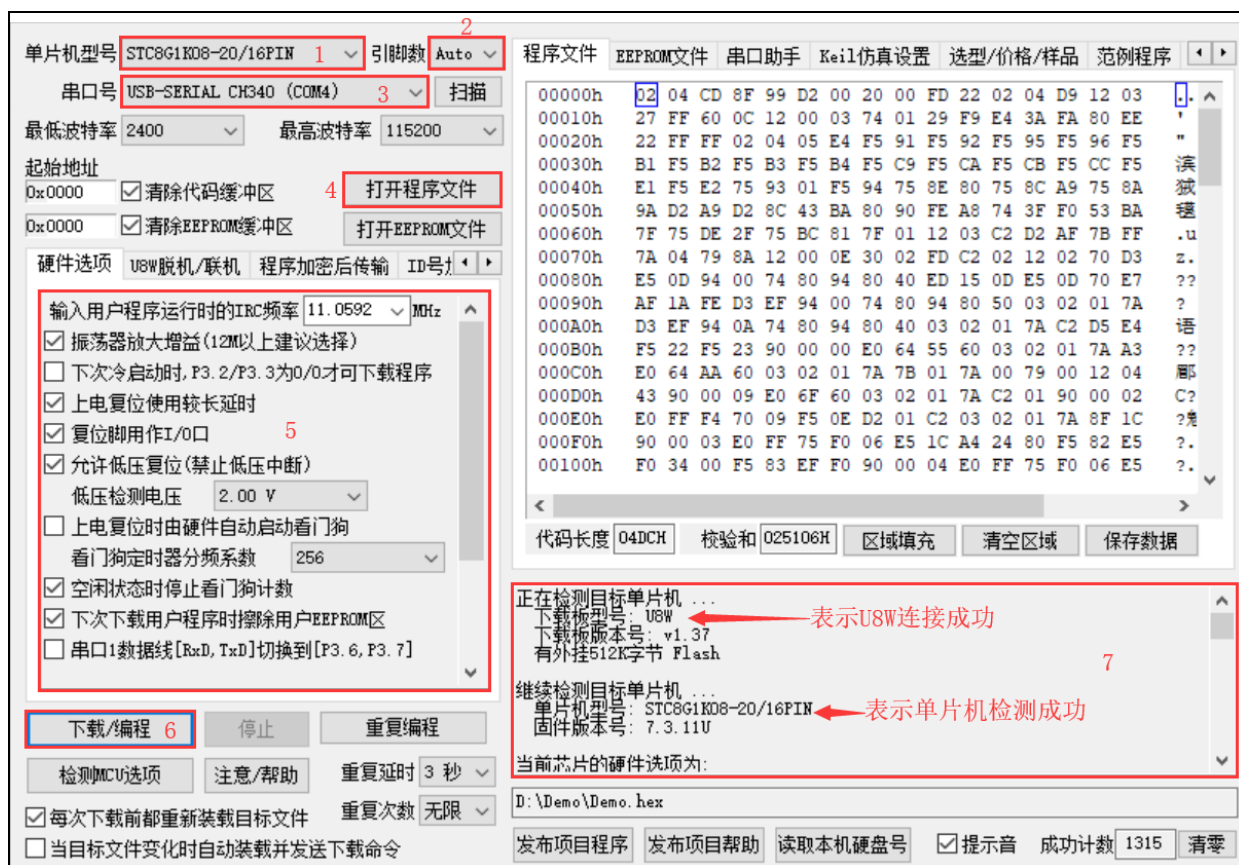 单片机型号 STC8G1K08-20/16PIN 1 引脚数 Auto 2
串口号 USB-SERIAL CH340 (COM4) 3 扫描
最低波特率 2400 最高波特率 115200
起始地址
0x0000 清除代码缓冲区 4 打开程序文件
0x0000 清除EEPROM缓冲区 打开EEPROM文件
硬件选项 U8W脱机/联机 程序加密后传输
输入用户程序运行时的IRC频率 11.0592 MHz
振荡器放大增益(12M以上建议选择)
下次冷启动时,P3.2/P3.3为0/0才可下载程序
上电复位使用较长延时
复位脚用作I/O口 5
允许低压复位(禁止低压中断)
低压检测电压 2.00 V
上电复位时由硬件自动启动看门狗
看门狗定时器分频系数 256
空闲状态时停止看门狗计数
下次下载用户程序时擦除用户EEPROM区
串口1数据线[RxD,TxD]切换到[P3.6,P3.7]
下载/编程 6 停止 重复编程
检测MCU选项 注意/帮助 重复延时 3 秒
每次下载前都重新装载目标文件 重复次数 无限
当目标文件变化时自动装载并发送下载命令
程序文件 EEPROM文件 串口助手 Keil仿真设置 选型/价格/样品 范例程序
00000h 02 04 CD 8F 99 D2 00 20 00 FD 22 02 04 D9 12 03 ..
00010h 27 FF 60 0C 12 00 03 74 01 29 F9 E4 3A FA 80 EE '
00020h 22 FF FF 02 04 05 E4 F5 91 F5 92 F5 95 F5 96 F5 "
00030h B1 F5 B2 F5 B3 F5 B4 F5 C9 F5 CA F5 CB F5 CC F5 滨
00040h E1 F5 E2 75 93 01 F5 94 75 8E 80 75 8C A9 75 8A
00050h 9A D2 A9 D2 8C 43 BA 80 90 FE A8 74 3F F0 53 BA
00060h 7F 75 DE 2F 75 BC 81 7F 01 12 03 C2 D2 AF 7B FF .u
00070h 7A 04 79 8A 12 00 0E 30 02 FD C2 02 12 02 70 D3 z.
00080h E5 0D 94 00 74 80 94 80 40 ED 15 0D E5 0D 70 E7 ??
00090h AF 1A FE D3 EF 94 00 74 80 94 80 50 03 02 01 7A ?
000A0h D3 EF 94 0A 74 80 94 80 40 03 02 01 7A C2 D5 E4 语
000B0h F5 22 F5 23 90 00 00 E0 64 55 60 03 02 01 7A A3 ??
000C0h E0 64 AA 60 03 02 01 7A 7B 01 7A 00 79 00 12 04 郿
000D0h 43 90 00 09 E0 6F 60 03 02 01 7A C2 01 90 00 02 C?
000E0h E0 FF F4 70 09 F5 0E D2 01 C2 03 02 01 7A 8F 1C
000F0h 90 00 03 E0 FF 75 F0 06 E5 1C A4 24 80 F5 82 E5 ?.
00100h F0 34 00 F5 83 EF F0 90 00 04 E0 FF 75 F0 06 E5 ?.
代码长度 04DCH 校验和 025106H 区域填充 清空区域 保存数据
正在检测目标单片机 ...
下载板型号: U8W 表示U8W连接成功
下载板版本号: v1.37
有外挂512K字节 Flash
7
继续检测目标单片机 ...
单片机型号: STC8G1K08-20/16PIN 表示单片机检测成功
固件版本号: 7.3.11U
当前芯片的硬件选项为:
D:\Demo\Demo.hex
发布项目程序 发布项目帮助 读取本机硬盘号 提示音 成功计数 1315 清零